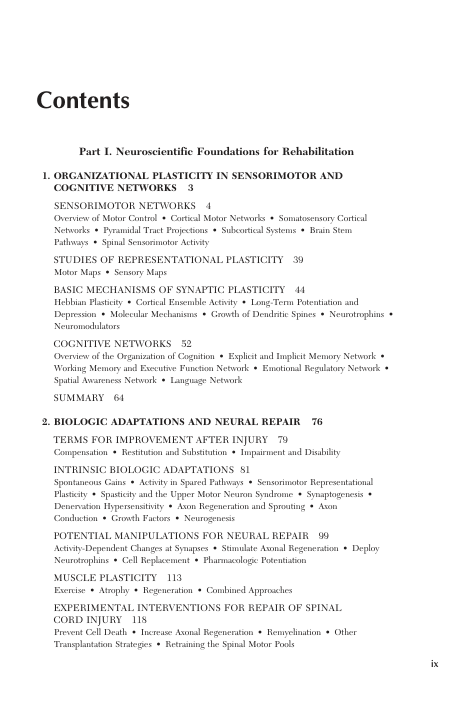 Contents
Part I. Neuroscientific Foundations for Rehabilitation
1. ORGANIZATIONAL PLASTICITY IN SENSORIMOTOR AND
COGNITIVE NETWORKS 3
SENSORIMOTOR NETWORKS 4
Overview of Motor Control • Cortical Motor Networks • Somatosensory Cortical
Networks • Pyramidal Tract Projections • Subcortical Systems • Brain Stem
Pathways • Spinal Sensorimotor Activity
STUDIES OF REPRESENTATIONAL PLASTICITY 39
Motor Maps • Sensory Maps
BASIC MECHANISMS OF SYNAPTIC PLASTICITY 44
Hebbian Plasticity • Cortical Ensemble Activity • Long-Term Potentiation and
Depression • Molecular Mechanisms • Growth of Dendritic Spines • Neurotrophins •
Neuromodulators
COGNITIVE NETWORKS 52
Overview of the Organization of Cognition • Explicit and Implicit Memory Network •
Working Memory and Executive Function Network • Emotional Regulatory Network •
Spatial Awareness Network • Language Network
SUMMARY 64
2. BIOLOGIC ADAPTATIONS AND NEURAL REPAIR 76
TERMS FOR IMPROVEMENT AFTER INJURY 79
Compensation • Restitution and Substitution • Impairment and Disability
INTRINSIC BIOLOGIC ADAPTATIONS 81
Spontaneous Gains • Activity in Spared Pathways • Sensorimotor Representational
Plasticity • Spasticity and the Upper Motor Neuron Syndrome • Synaptogenesis •
Denervation Hypersensitivity • Axon Regeneration and Sprouting • Axon
Conduction • Growth Factors • Neurogenesis
POTENTIAL MANIPULATIONS FOR NEURAL REPAIR 99
Activity-Dependent Changes at Synapses • Stimulate Axonal Regeneration • Deploy
Neurotrophins • Cell Replacement • Pharmacologic Potentiation
MUSCLE PLASTICITY 113
Exercise • Atrophy • Regeneration • Combined Approaches
EXPERIMENTAL INTERVENTIONS FOR REPAIR OF SPINAL
CORD INJURY 118
Prevent Cell Death • Increase Axonal Regeneration • Remyelination • Other
Transplantation Strategies • Retraining the Spinal Motor Pools
ix